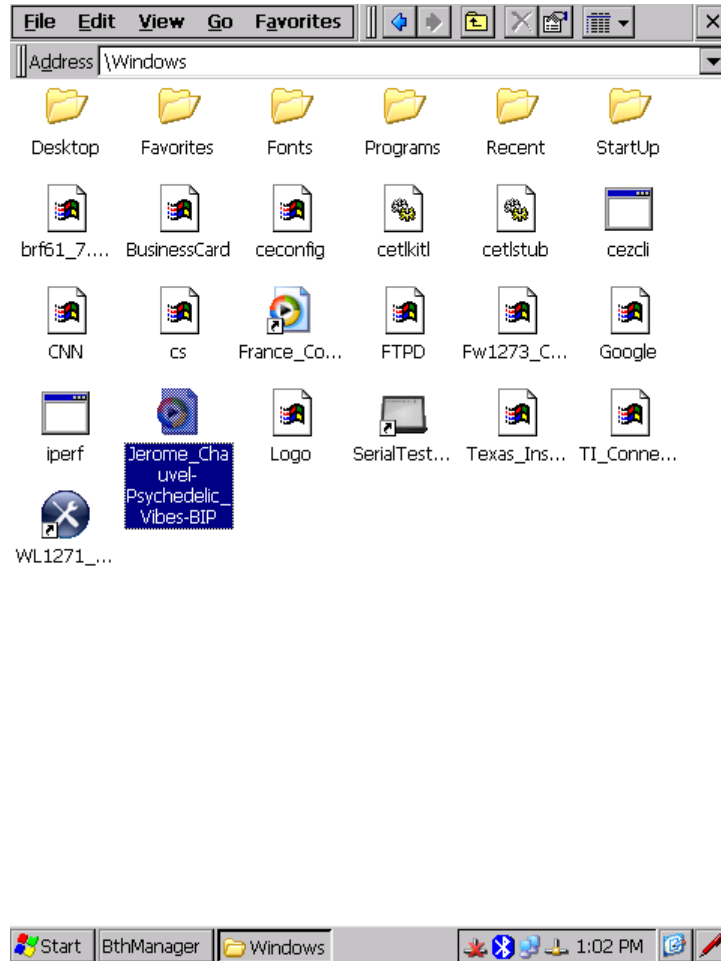 File Edit View Go Favorites
Address \Windows
Desktop Favorites Fonts Programs Recent StartUp
brf61_7.... BusinessCard ceconfig cetlkitl cetlstub cezcli
CNN cs France_Co... FTPD Fw1273_C... Google
iperf Jerome_Cha Logo SerialTest... Texas_Ins... TI_Conne...
uvel-
Psychedelic_
Vibes-BIP
WL1271_...
Start BthManager Windows 1:02 PM